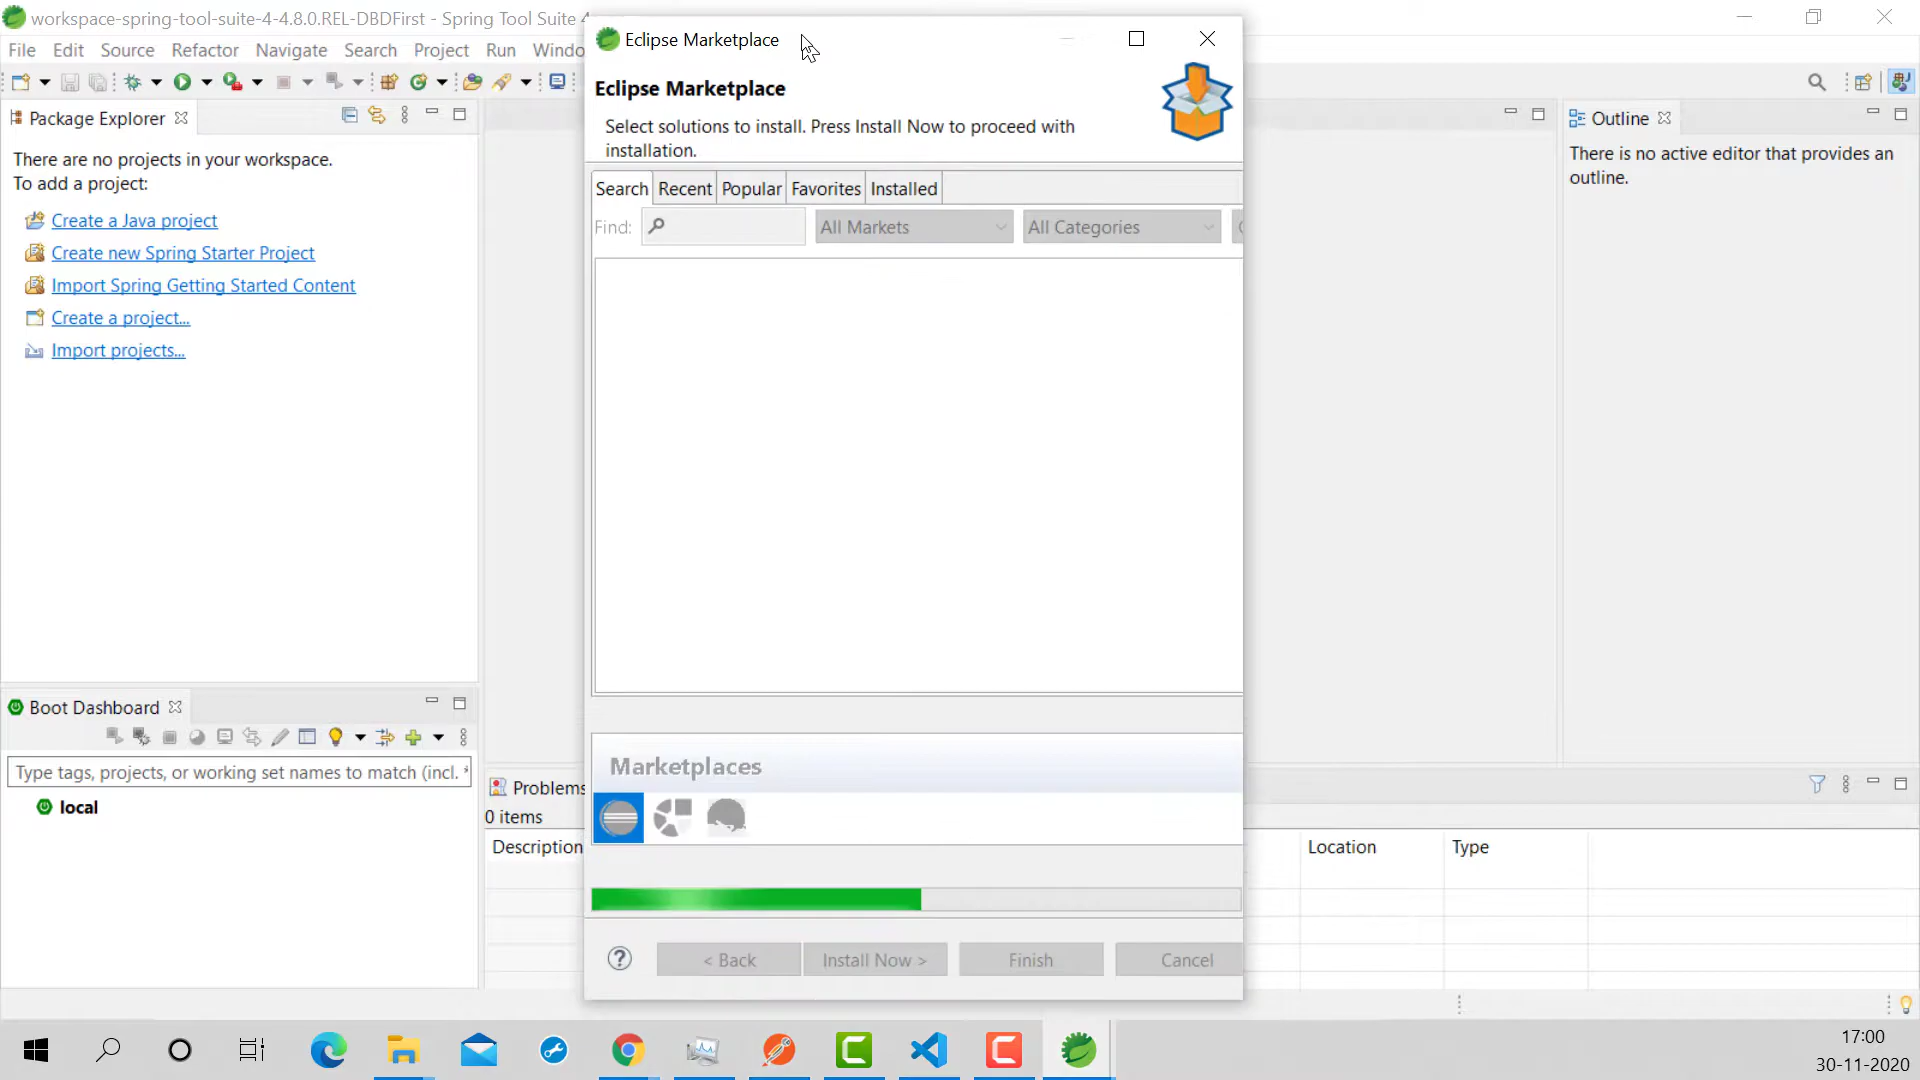 workspace-spring-tool-suite-4-4.8.0.REL-DBDFirst - Spring Tool Suite 4
File Edit Source Refactor Navigate Search Project Run Windo
Package Explorer
There are no projects in your workspace.
To add a project:
Create a Java project
Create new Spring Starter Project
Import Spring Getting Started Content
Create a project...
Import projects...
Boot Dashboard
Type tags, projects, or working set names to match (incl. *
local
Eclipse Marketplace
Eclipse Marketplace
Select solutions to install. Press Install Now to proceed with
installation.
Search Recent Popular Favorites Installed
Find: All Markets All Categories
Marketplaces
< Back Install Now > Finish Cancel
Problems
0 items
Description Location Type
Outline
There is no active editor that provides an
outline.
17:00
30-11-2020